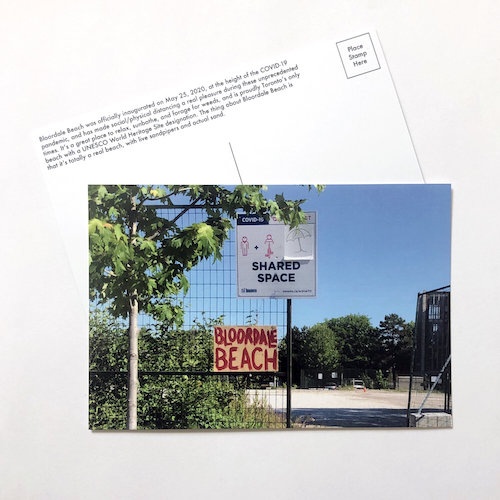 Bloordale Beach was officially inaugurated on May 25, 2020, at the height of the COVID-19
pandemic, and has made social/physical distancing a real pleasure during these unprecedented
times. It's a great place to relax, sunbathe, and forage for weeds, and is proudly Toronto's only
beach with a UNESCO World Heritage Site designation. The thing about Bloordale Beach is
that it's totally a real beach, with live sandpipers and actual sand.
Place
Stamp
Here
COVID-19
+
SHARED
SPACE
TORONTO
BLOORDALE
BEACH